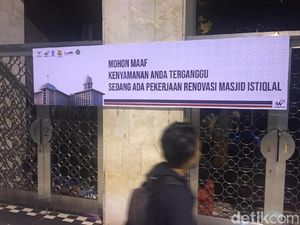 MOHON MAAF
KENYAMANAN ANDA TERGANGGU
SEDANG ADA PEKERJAAN RENOVASI MASJID ISTIQLAL
detikcom